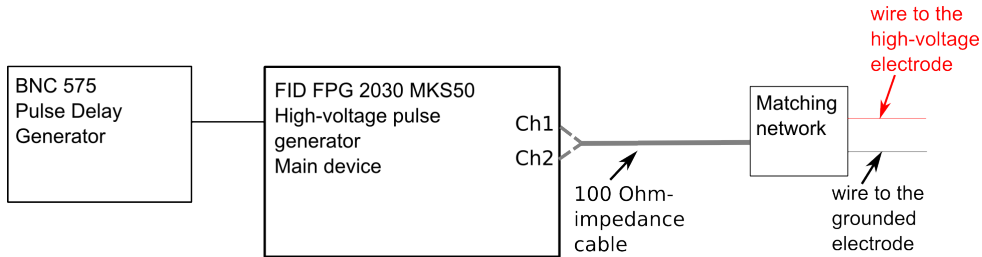 BNC 575
Pulse Delay
Generator
FID FPG 2030 MKS50
High-voltage pulse
generator
Main device
Ch1
Ch2
100 Ohm-
impedance
cable
Matching
network
wire to the
high-voltage
electrode
wire to the
grounded
electrode